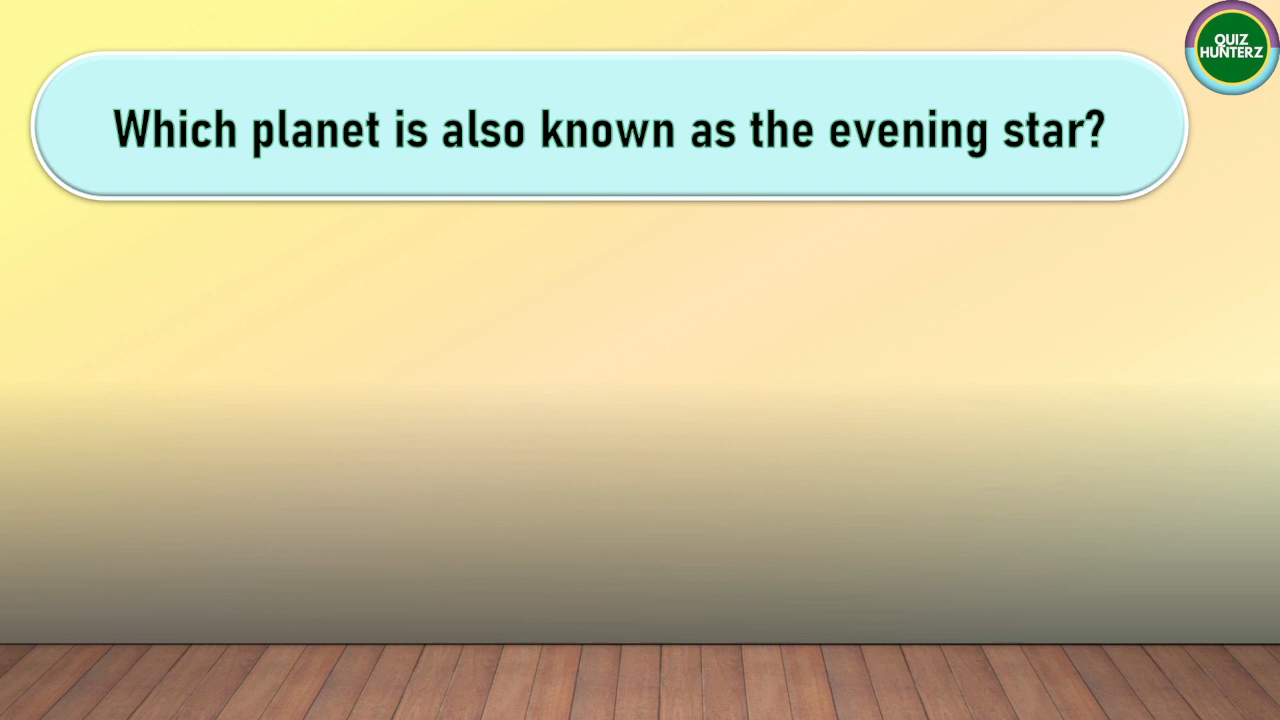 QUIZ
HUNTERZ
Which planet is also known as the evening star?